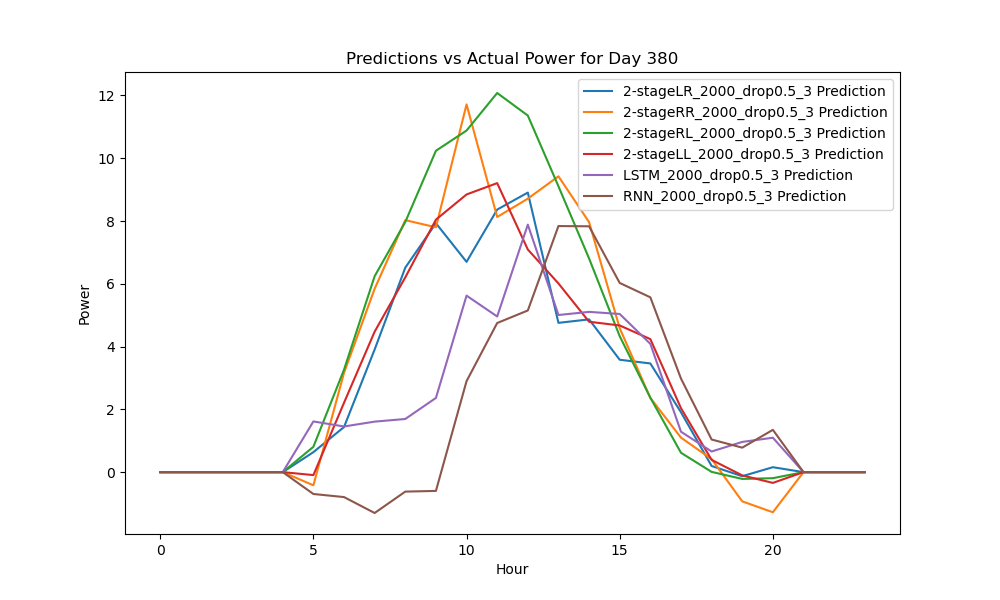 Predictions vs Actual Power for Day 380
2-stageLR_2000_drop0.5_3 Prediction
2-stageRR_2000_drop0.5_3 Prediction
2-stageRL_2000_drop0.5_3 Prediction
2-stageLL_2000_drop0.5_3 Prediction
LSTM_2000_drop0.5_3 Prediction
RNN_2000_drop0.5_3 Prediction
12
10
8
6
4
2
0
Power
0 5 10 15 20
Hour